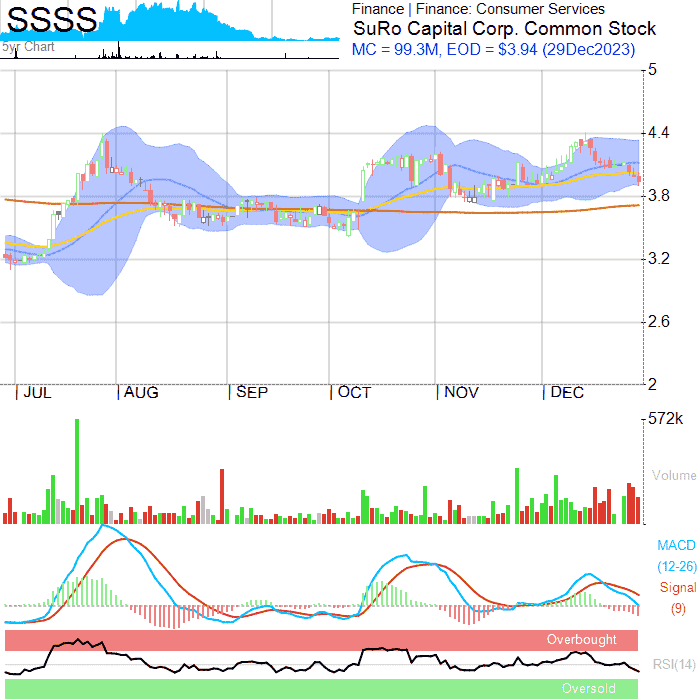 SSSS
5yr Chart
Finance | Finance: Consumer Services
SuRo Capital Corp. Common Stock
MC = 99.3M, EOD = $3.94 (29Dec2023)
5
4.4
3.8
3.2
2.6
2
JUL AUG SEP OCT NOV DEC
572k
Volume
MACD
(12-26)
Signal
(9)
Overbought
RSI(14)
Oversold